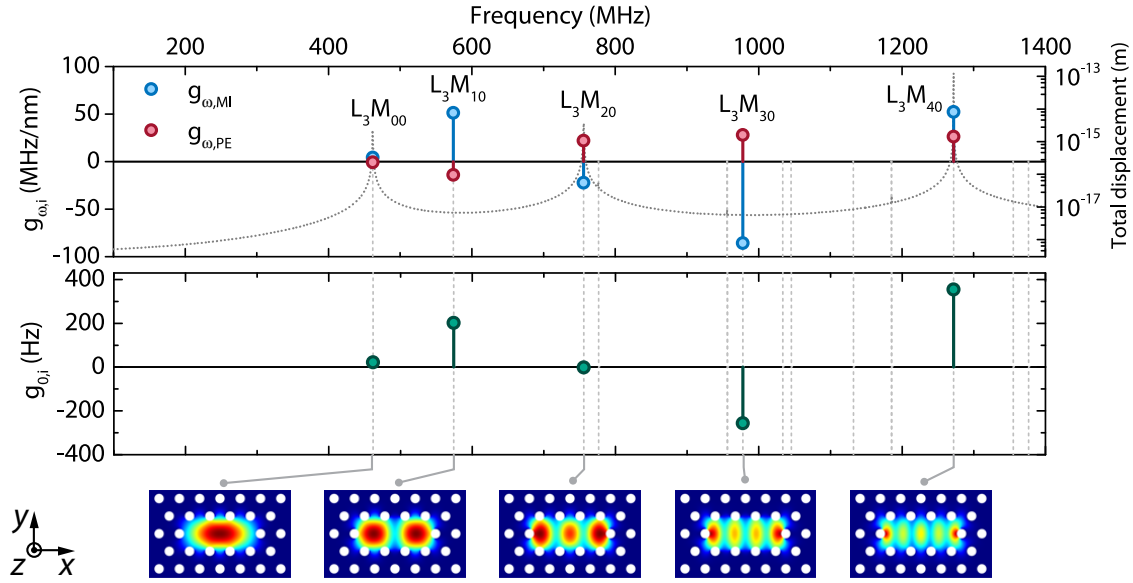 Frequency (MHz)
200 400 600 800 1000 1200 1400
100
50
0
-50
-100
g_ω,i (MHz/nm)
g_ω,MI
g_ω,PE
L₃M₀₀
L₃M₁₀
L₃M₂₀
L₃M₃₀
L₃M₄₀
10⁻¹³
10⁻¹⁵
10⁻¹⁷
Total displacement (m)
400
200
0
-200
-400
g_0,i (Hz)
y
z x